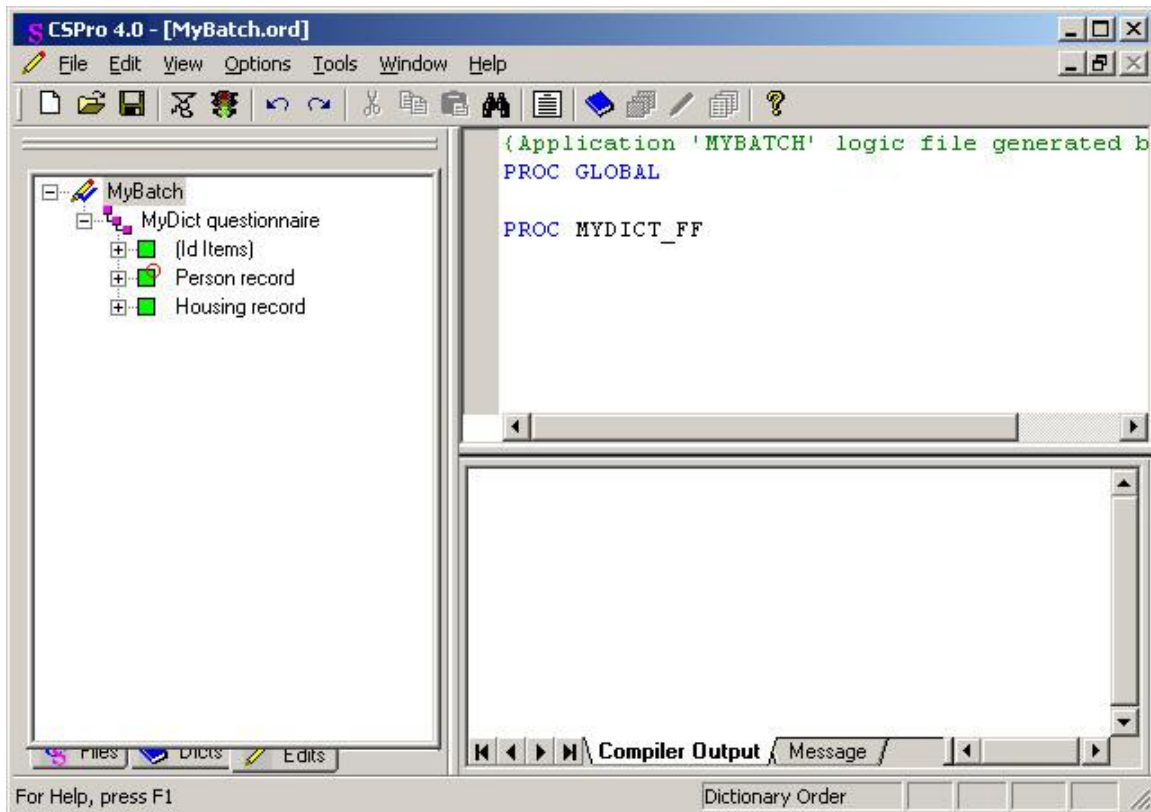 CSPro 4.0 - [MyBatch.ord]
File Edit View Options Tools Window Help
MyBatch
MyDict questionnaire
(Id Items)
Person record
Housing record
Files Dicts Edits
{Application 'MYBATCH' logic file generated b
PROC GLOBAL
PROC MYDICT_FF
Compiler Output Message
For Help, press F1
Dictionary Order